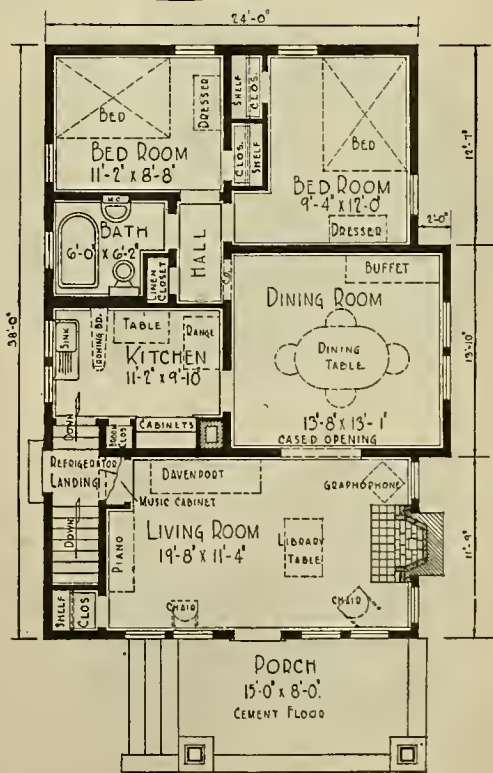 24'-0"
SHELF
CLOS.
DRESSER
BED
BED ROOM
11'-2" X 8'-8"
CLOS.
SHELF
BED
BED ROOM
9'-4" X 12'-0"
DRESSER
12'-7"
2'-0"
M.C.
BATH
6'-0" X 6'-2"
LINEN
CLOSET
HALL
BUFFET
DINING ROOM
DINING
TABLE
13'-8" X 13'-1"
CASED OPENING
13'-10"
38'-0"
SINK
IRONING BD.
TABLE
RANGE
KITCHEN
11'-2" X 9'-10"
DOWN
BROOM
CLOS
CABINETS
REFRIGERATOR
LANDING
MUSIC CABINET
DOWN
DAVENPORT
GRAPHOPHONE
PIANO
LIVING ROOM
19'-8" X 11'-4"
LIBRARY
TABLE
CHAIR
CHAIR
11'-9"
SHELF
CLOS.
PORCH
15'-0" X 8'-0"
CEMENT FLOOR